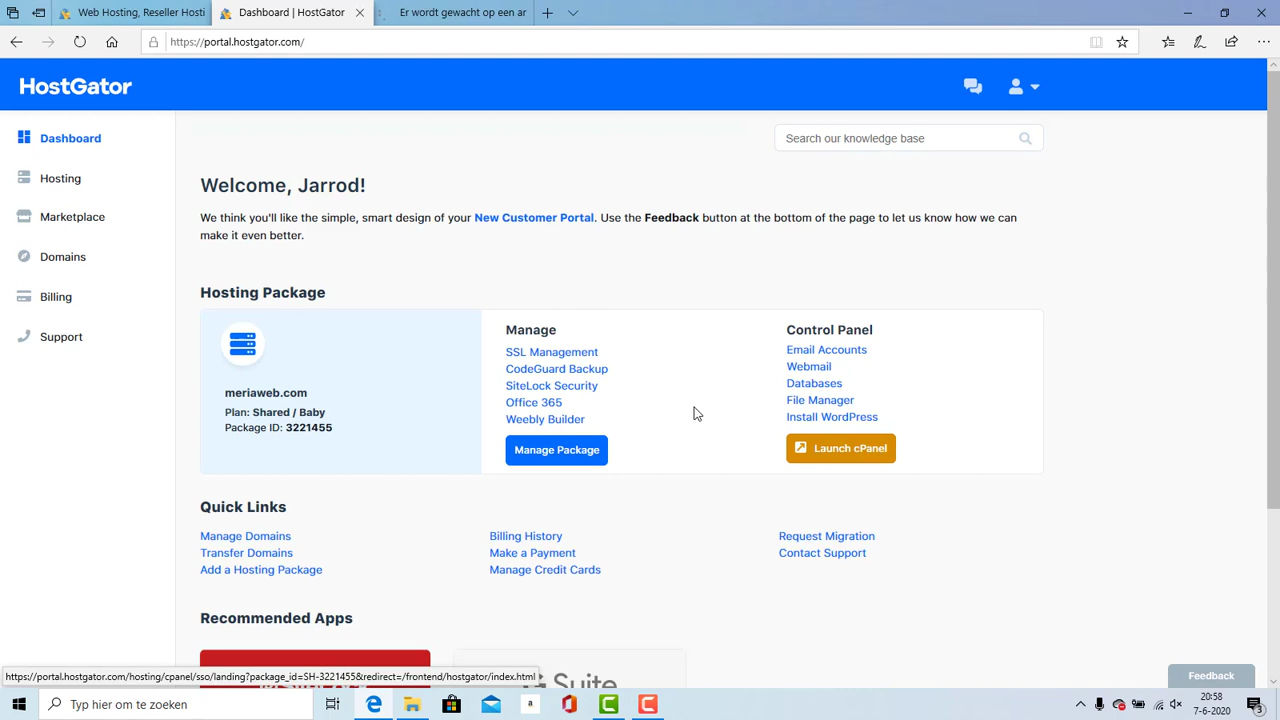 Web Hosting, Reseller Hosti
Dashboard | HostGator
Er wordt gewacht op een ar
https://portal.hostgator.com/
HostGator
Dashboard
Hosting
Marketplace
Domains
Billing
Support
Search our knowledge base
Welcome, Jarrod!
We think you'll like the simple, smart design of your New Customer Portal. Use the Feedback button at the bottom of the page to let us know how we can
make it even better.
Hosting Package
meriaweb.com
Plan: Shared / Baby
Package ID: 3221455
Manage
SSL Management
CodeGuard Backup
SiteLock Security
Office 365
Weebly Builder
Manage Package
Control Panel
Email Accounts
Webmail
Databases
File Manager
Install WordPress
Launch cPanel
Quick Links
Manage Domains
Transfer Domains
Add a Hosting Package
Billing History
Make a Payment
Manage Credit Cards
Request Migration
Contact Support
Recommended Apps
G Suite
Feedback
https://portal.hostgator.com/hosting/cpanel/sso/landing?package_id=SH-3221455&redirect=/frontend/hostgator/index.html
Typ hier om te zoeken
20:58
7-6-2020